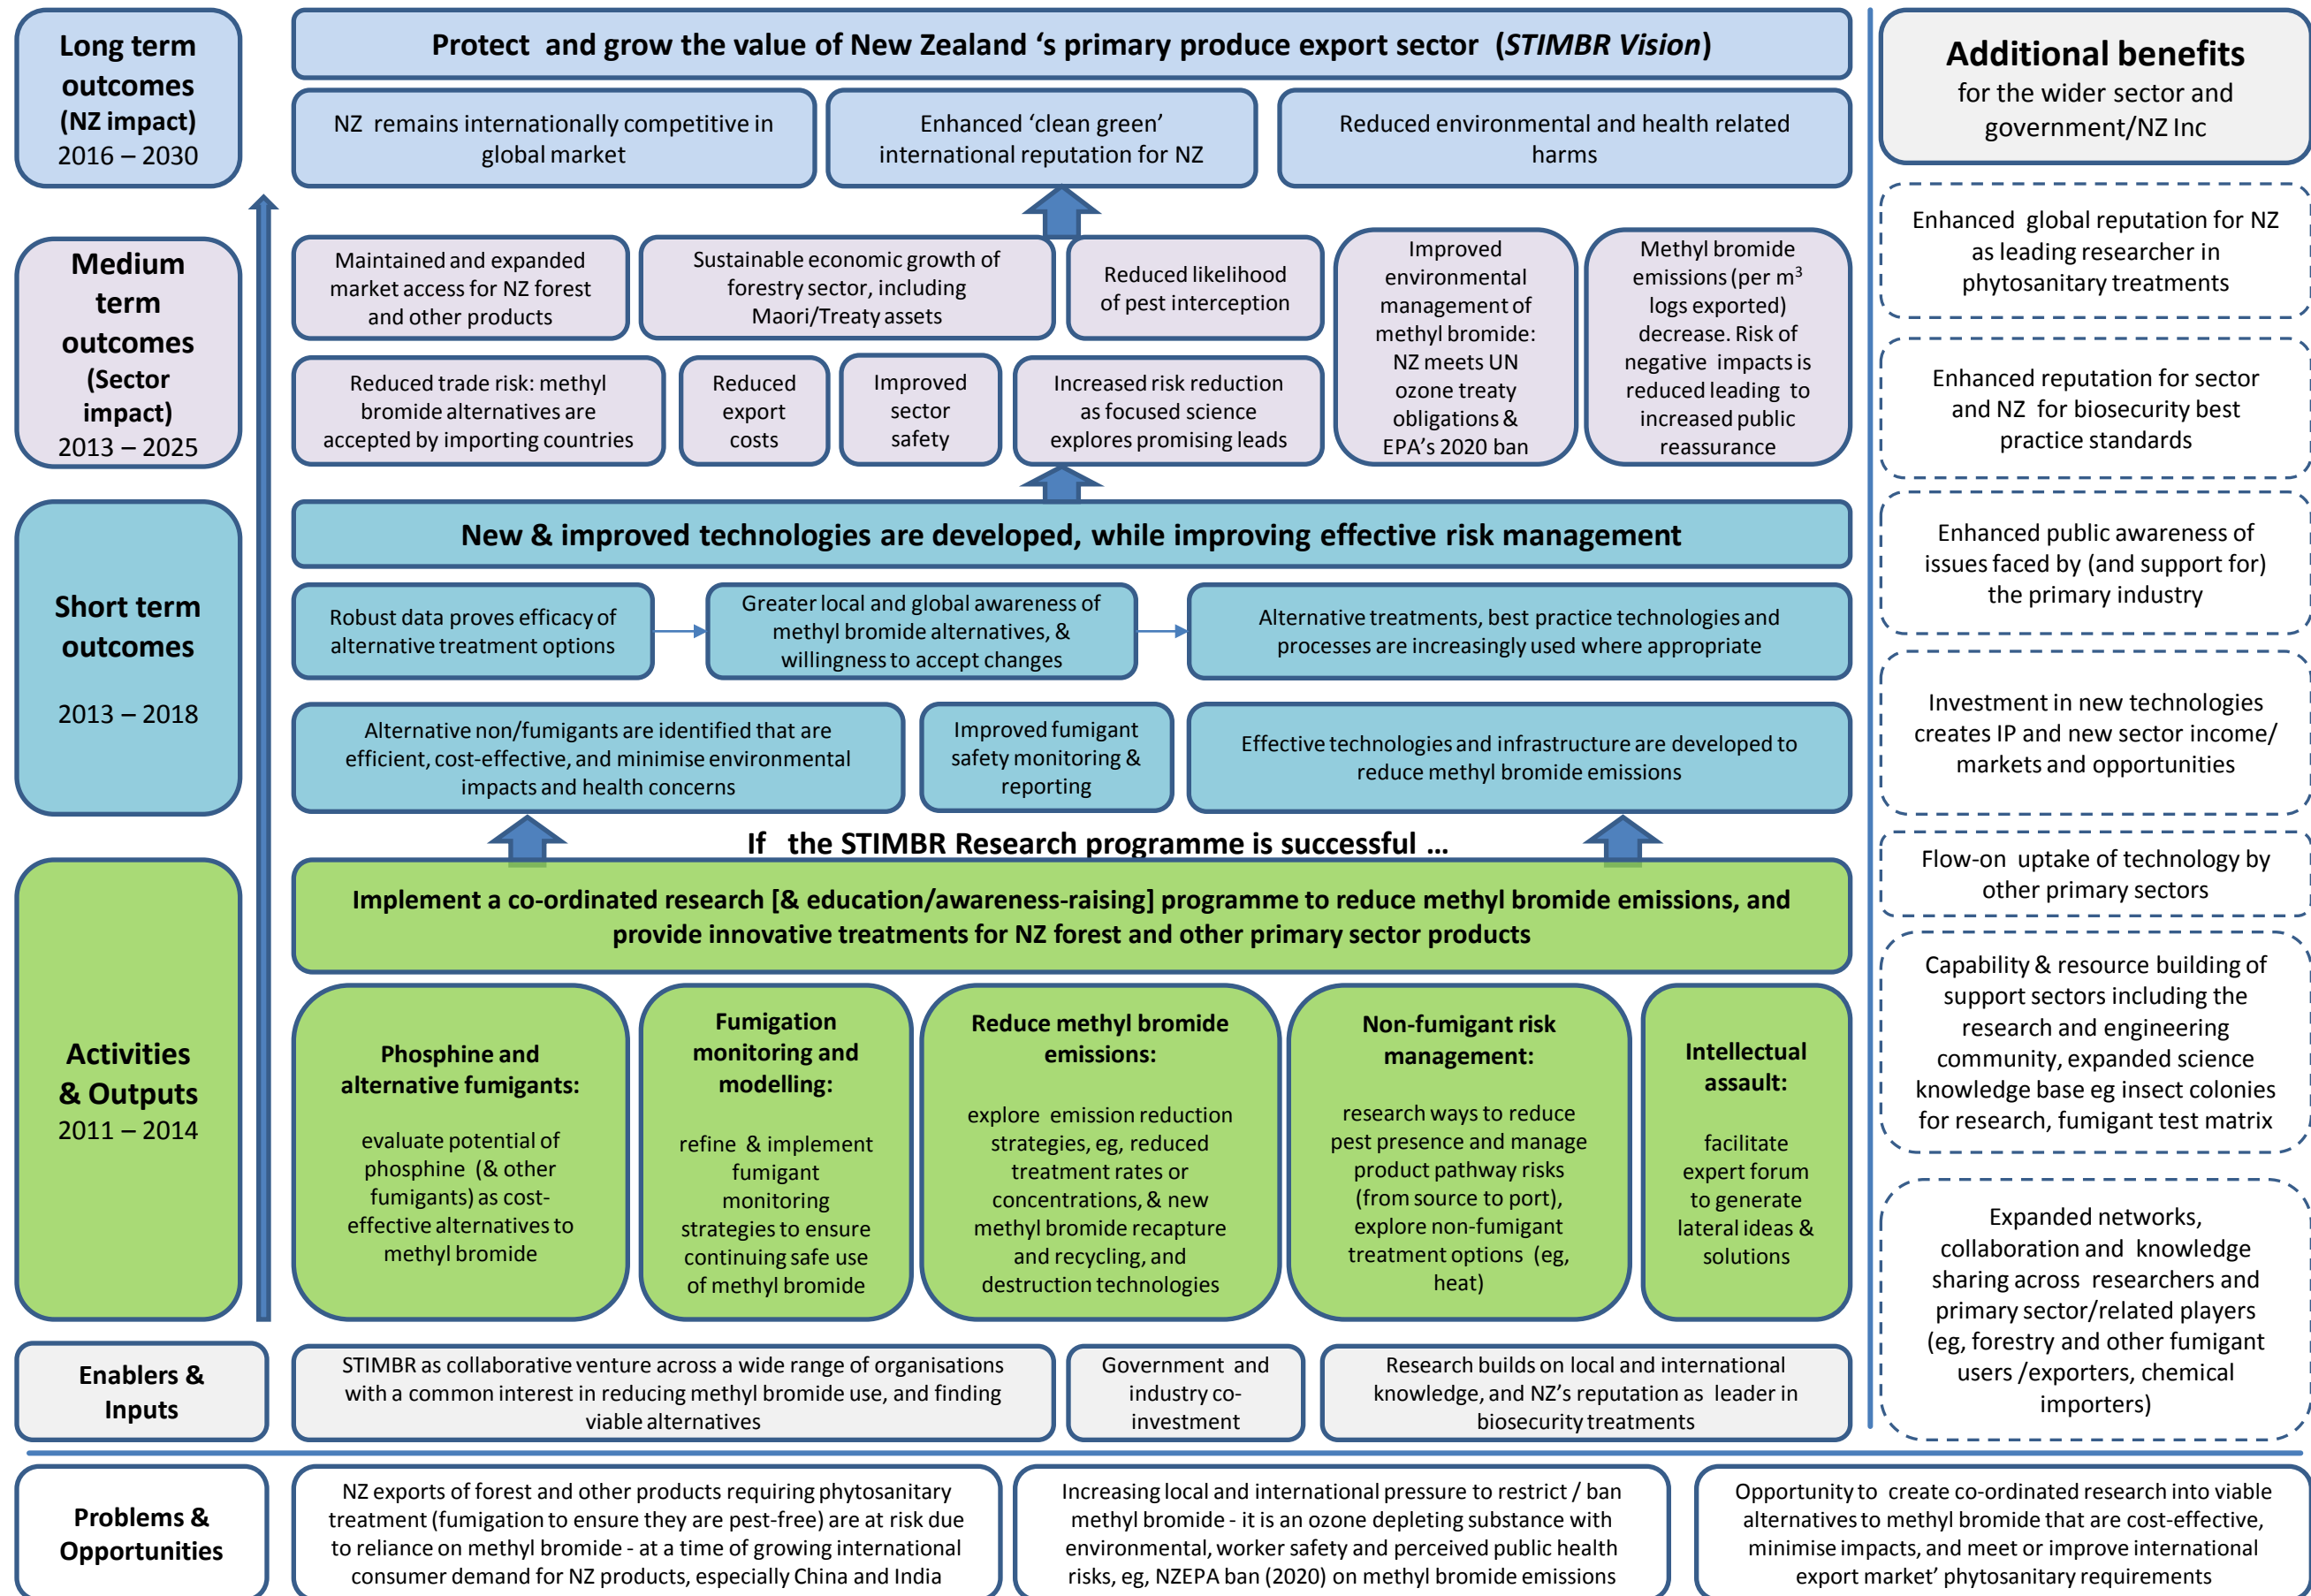 Long term
outcomes
(NZ impact)
2016 – 2030
Protect and grow the value of New Zealand ‘s primary produce export sector (STIMBR Vision)
NZ remains internationally competitive in
global market
Enhanced ‘clean green’
international reputation for NZ
Reduced environmental and health related
harms
Medium
term
outcomes
(Sector
impact)
2013 – 2025
Maintained and expanded
market access for NZ forest
and other products
Sustainable economic growth of
forestry sector, including
Maori/Treaty assets
Reduced likelihood
of pest interception
Improved
environmental
management of
methyl bromide:
NZ meets UN
ozone treaty
obligations &
EPA’s 2020 ban
Methyl bromide
emissions (per m³
logs exported)
decrease. Risk of
negative impacts is
reduced leading to
increased public
reassurance
Reduced trade risk: methyl
bromide alternatives are
accepted by importing countries
Reduced
export
costs
Improved
sector
safety
Increased risk reduction
as focused science
explores promising leads
Short term
outcomes
2013 – 2018
New & improved technologies are developed, while improving effective risk management
Robust data proves efficacy of
alternative treatment options
Greater local and global awareness of
methyl bromide alternatives, &
willingness to accept changes
Alternative treatments, best practice technologies and
processes are increasingly used where appropriate
Alternative non/fumigants are identified that are
efficient, cost-effective, and minimise environmental
impacts and health concerns
Improved fumigant
safety monitoring &
reporting
Effective technologies and infrastructure are developed to
reduce methyl bromide emissions
If the STIMBR Research programme is successful ...
Activities
& Outputs
2011 – 2014
Implement a co-ordinated research [& education/awareness-raising] programme to reduce methyl bromide emissions, and
provide innovative treatments for NZ forest and other primary sector products
Phosphine and
alternative fumigants:
evaluate potential of
phosphine (& other
fumigants) as cost-
effective alternatives to
methyl bromide
Fumigation
monitoring and
modelling:
refine & implement
fumigant
monitoring
strategies to ensure
continuing safe use
of methyl bromide
Reduce methyl bromide
emissions:
explore emission reduction
strategies, eg, reduced
treatment rates or
concentrations, & new
methyl bromide recapture
and recycling, and
destruction technologies
Non-fumigant risk
management:
research ways to reduce
pest presence and manage
product pathway risks
(from source to port),
explore non-fumigant
treatment options (eg,
heat)
Intellectual
assault:
facilitate
expert forum
to generate
lateral ideas &
solutions
Enablers &
Inputs
STIMBR as collaborative venture across a wide range of organisations
with a common interest in reducing methyl bromide use, and finding
viable alternatives
Government and
industry co-
investment
Research builds on local and international
knowledge, and NZ’s reputation as leader in
biosecurity treatments
Additional benefits
for the wider sector and
government/NZ Inc
Enhanced global reputation for NZ
as leading researcher in
phytosanitary treatments
Enhanced reputation for sector
and NZ for biosecurity best
practice standards
Enhanced public awareness of
issues faced by (and support for)
the primary industry
Investment in new technologies
creates IP and new sector income/
markets and opportunities
Flow-on uptake of technology by
other primary sectors
Capability & resource building of
support sectors including the
research and engineering
community, expanded science
knowledge base eg insect colonies
for research, fumigant test matrix
Expanded networks,
collaboration and knowledge
sharing across researchers and
primary sector/related players
(eg, forestry and other fumigant
users /exporters, chemical
importers)
Problems &
Opportunities
NZ exports of forest and other products requiring phytosanitary
treatment (fumigation to ensure they are pest-free) are at risk due
to reliance on methyl bromide - at a time of growing international
consumer demand for NZ products, especially China and India
Increasing local and international pressure to restrict / ban
methyl bromide - it is an ozone depleting substance with
environmental, worker safety and perceived public health
risks, eg, NZEPA ban (2020) on methyl bromide emissions
Opportunity to create co-ordinated research into viable
alternatives to methyl bromide that are cost-effective,
minimise impacts, and meet or improve international
export market’ phytosanitary requirements